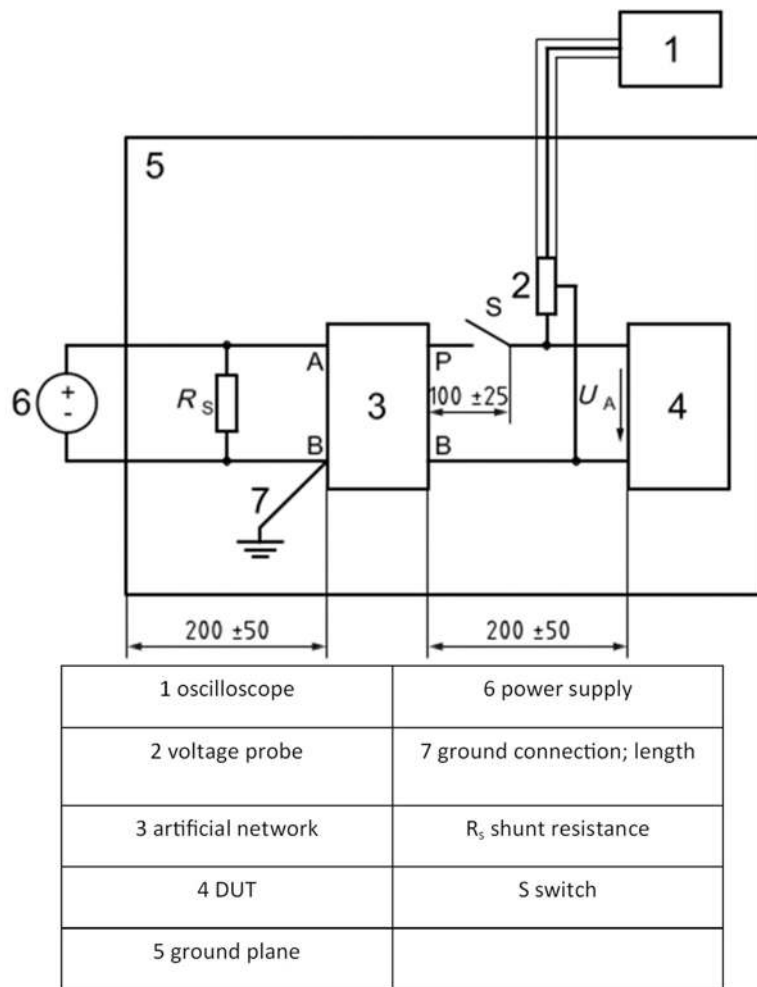 1
5
2
S
A
P
100 ±25
6
+
-
R S
3
U A
4
B
B
7
200 ±50
200 ±50
1 oscilloscope
6 power supply
2 voltage probe
7 ground connection; length
3 artificial network
Rs shunt resistance
4 DUT
S switch
5 ground plane